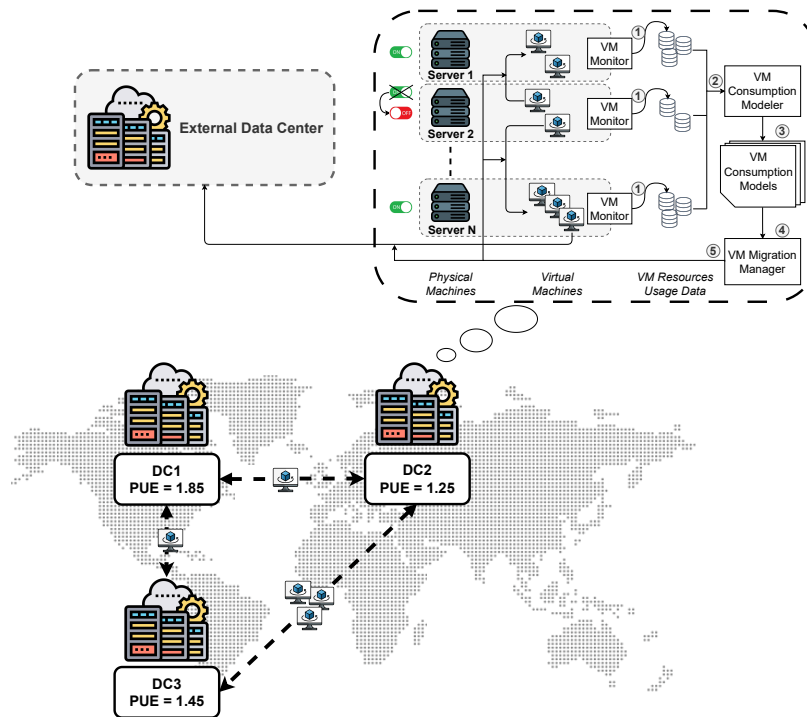 ON
Server 1
VM
Monitor
1
2
VM
Consumption
Modeler
External Data Center
OFF
Server 2
VM
Monitor
1
3
VM
Consumption
Models
ON
Server N
VM
Monitor
1
4
5
VM Migration
Manager
Physical
Machines
Virtual
Machines
VM Resources
Usage Data
DC1
PUE = 1.85
DC2
PUE = 1.25
DC3
PUE = 1.45